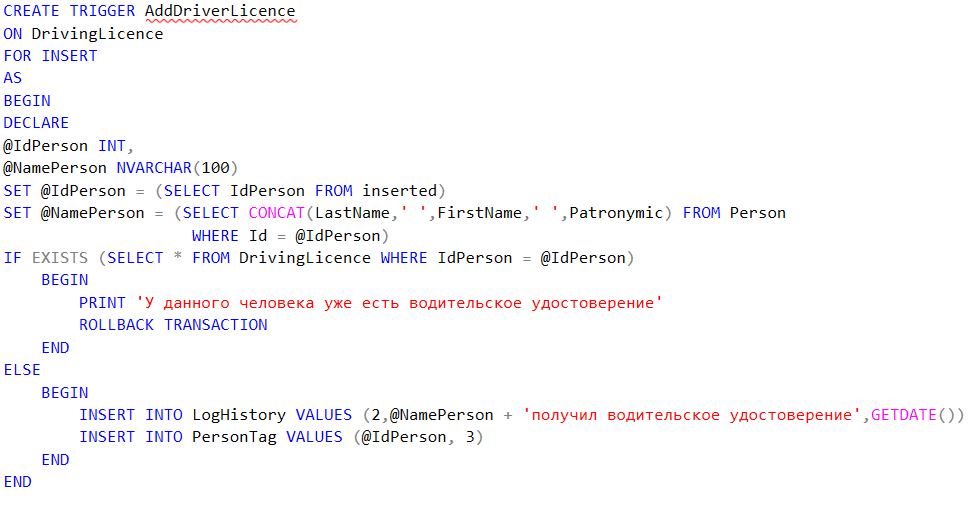 CREATE TRIGGER AddDriverLicence
ON DrivingLicence
FOR INSERT
AS
BEGIN
DECLARE
@IdPerson INT,
@NamePerson NVARCHAR(100)
SET @IdPerson = (SELECT IdPerson FROM inserted)
SET @NamePerson = (SELECT CONCAT(LastName,' ',FirstName,' ',Patronymic) FROM Person
WHERE Id = @IdPerson)
IF EXISTS (SELECT * FROM DrivingLicence WHERE IdPerson = @IdPerson)
BEGIN
PRINT 'У данного человека уже есть водительское удостоверение'
ROLLBACK TRANSACTION
END
ELSE
BEGIN
INSERT INTO LogHistory VALUES (2,@NamePerson + 'получил водительское удостоверение',GETDATE())
INSERT INTO PersonTag VALUES (@IdPerson, 3)
END
END